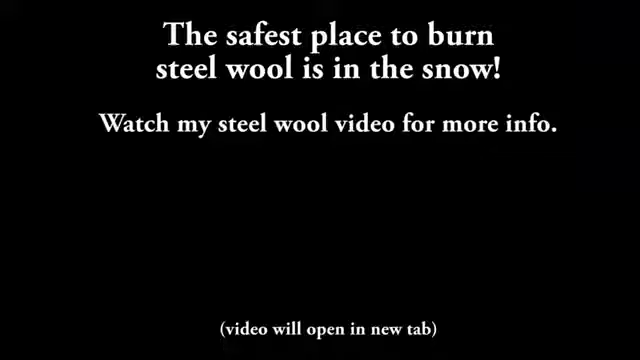 The safest place to burn
steel wool is in the snow!
Watch my steel wool video for more info.
(video will open in new tab)